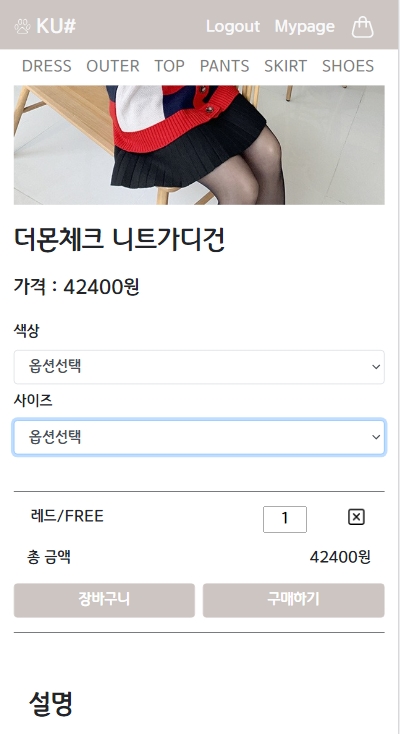 KU# Logout Mypage
DRESS OUTER TOP PANTS SKIRT SHOES
더몬체크 니트가디건
가격 : 42400원
색상
옵션선택
사이즈
옵션선택
레드/FREE 1
총 금액 42400원
장바구니 구매하기
설명